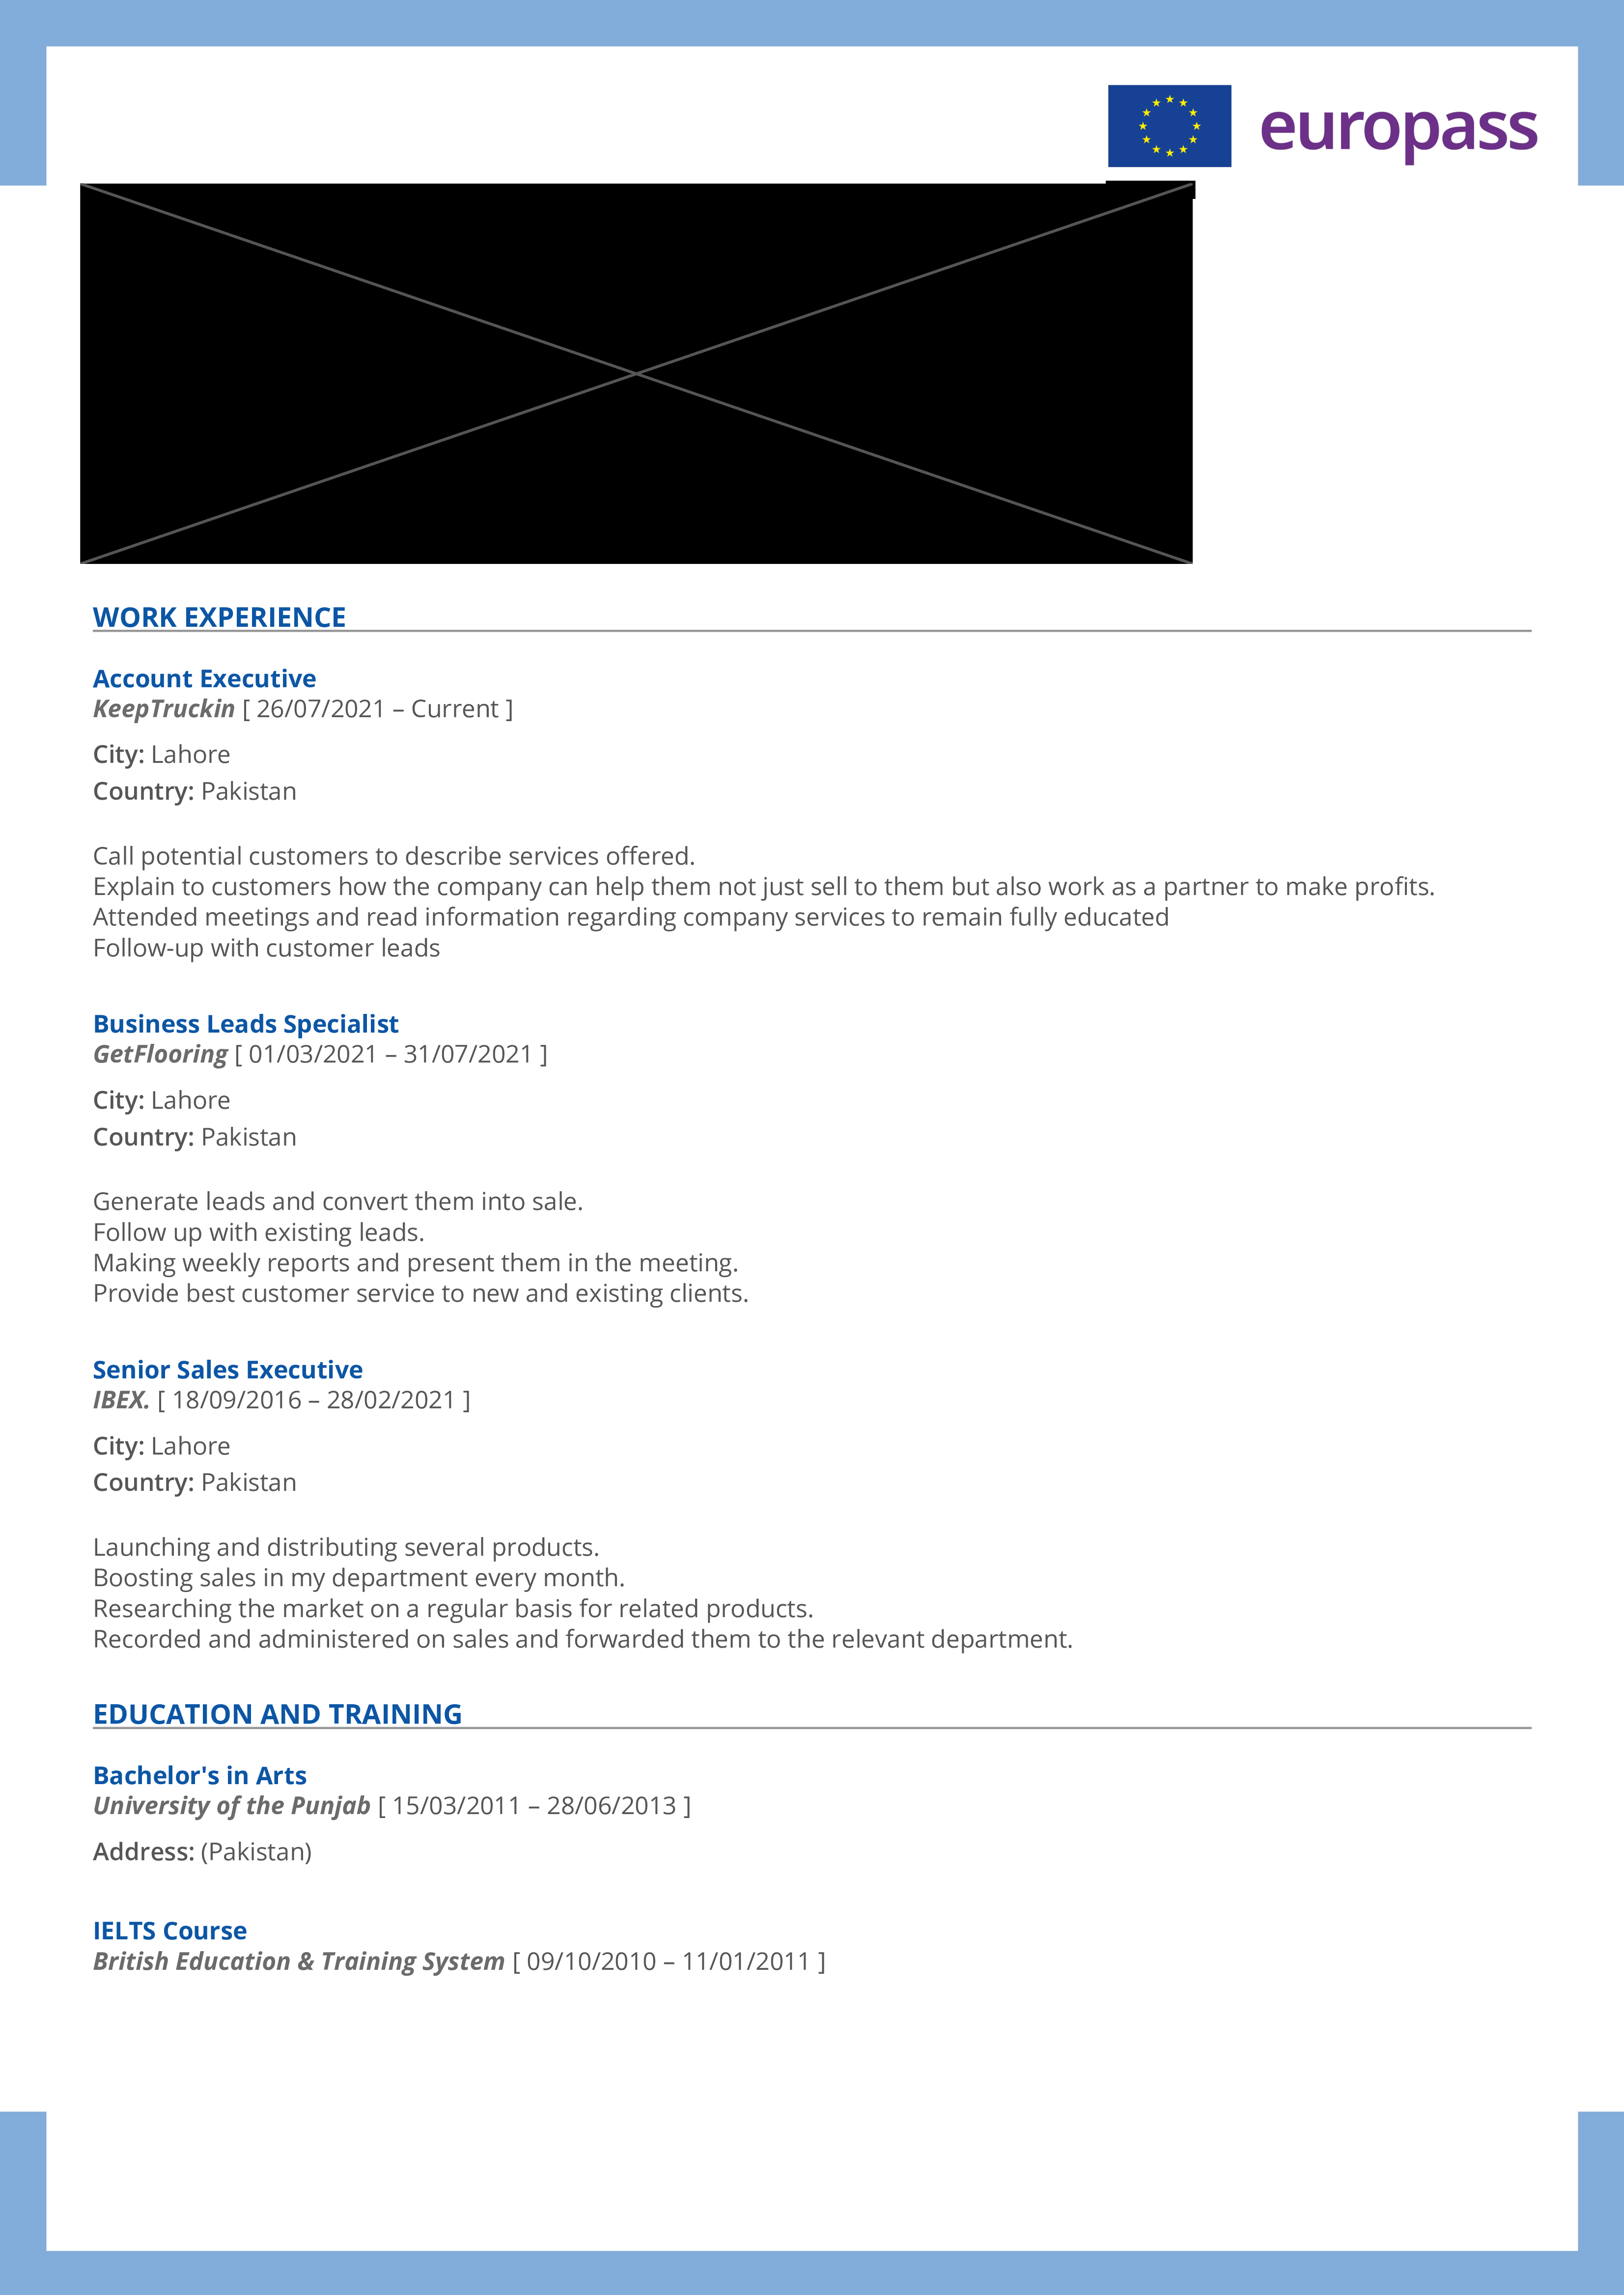 europass
WORK EXPERIENCE
Account Executive
KeepTruckin [ 26/07/2021 – Current ]
City: Lahore
Country: Pakistan
Call potential customers to describe services offered.
Explain to customers how the company can help them not just sell to them but also work as a partner to make profits.
Attended meetings and read information regarding company services to remain fully educated
Follow-up with customer leads
Business Leads Specialist
GetFlooring [ 01/03/2021 – 31/07/2021 ]
City: Lahore
Country: Pakistan
Generate leads and convert them into sale.
Follow up with existing leads.
Making weekly reports and present them in the meeting.
Provide best customer service to new and existing clients.
Senior Sales Executive
IBEX. [ 18/09/2016 – 28/02/2021 ]
City: Lahore
Country: Pakistan
Launching and distributing several products.
Boosting sales in my department every month.
Researching the market on a regular basis for related products.
Recorded and administered on sales and forwarded them to the relevant department.
EDUCATION AND TRAINING
Bachelor's in Arts
University of the Punjab [ 15/03/2011 – 28/06/2013 ]
Address: (Pakistan)
IELTS Course
British Education & Training System [ 09/10/2010 – 11/01/2011 ]